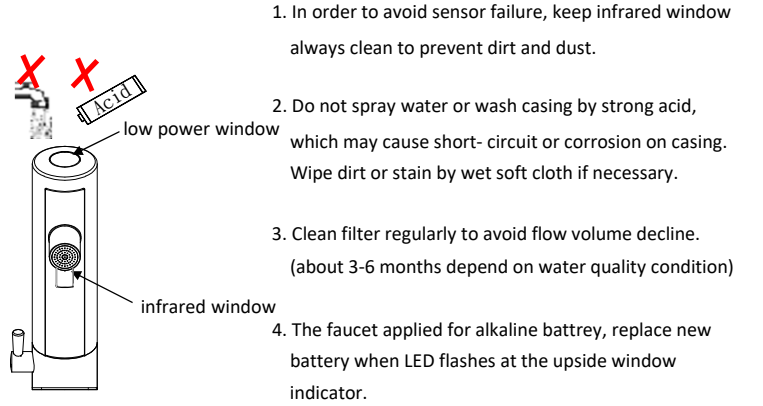 1. In order to avoid sensor failure, keep infrared window
always clean to prevent dirt and dust.
Acid
2. Do not spray water or wash casing by strong acid,
low power window
which may cause short- circuit or corrosion on casing.
Wipe dirt or stain by wet soft cloth if necessary.
3. Clean filter regularly to avoid flow volume decline.
(about 3-6 months depend on water quality condition)
infrared window
4. The faucet applied for alkaline battrey, replace new
battery when LED flashes at the upside window
indicator.